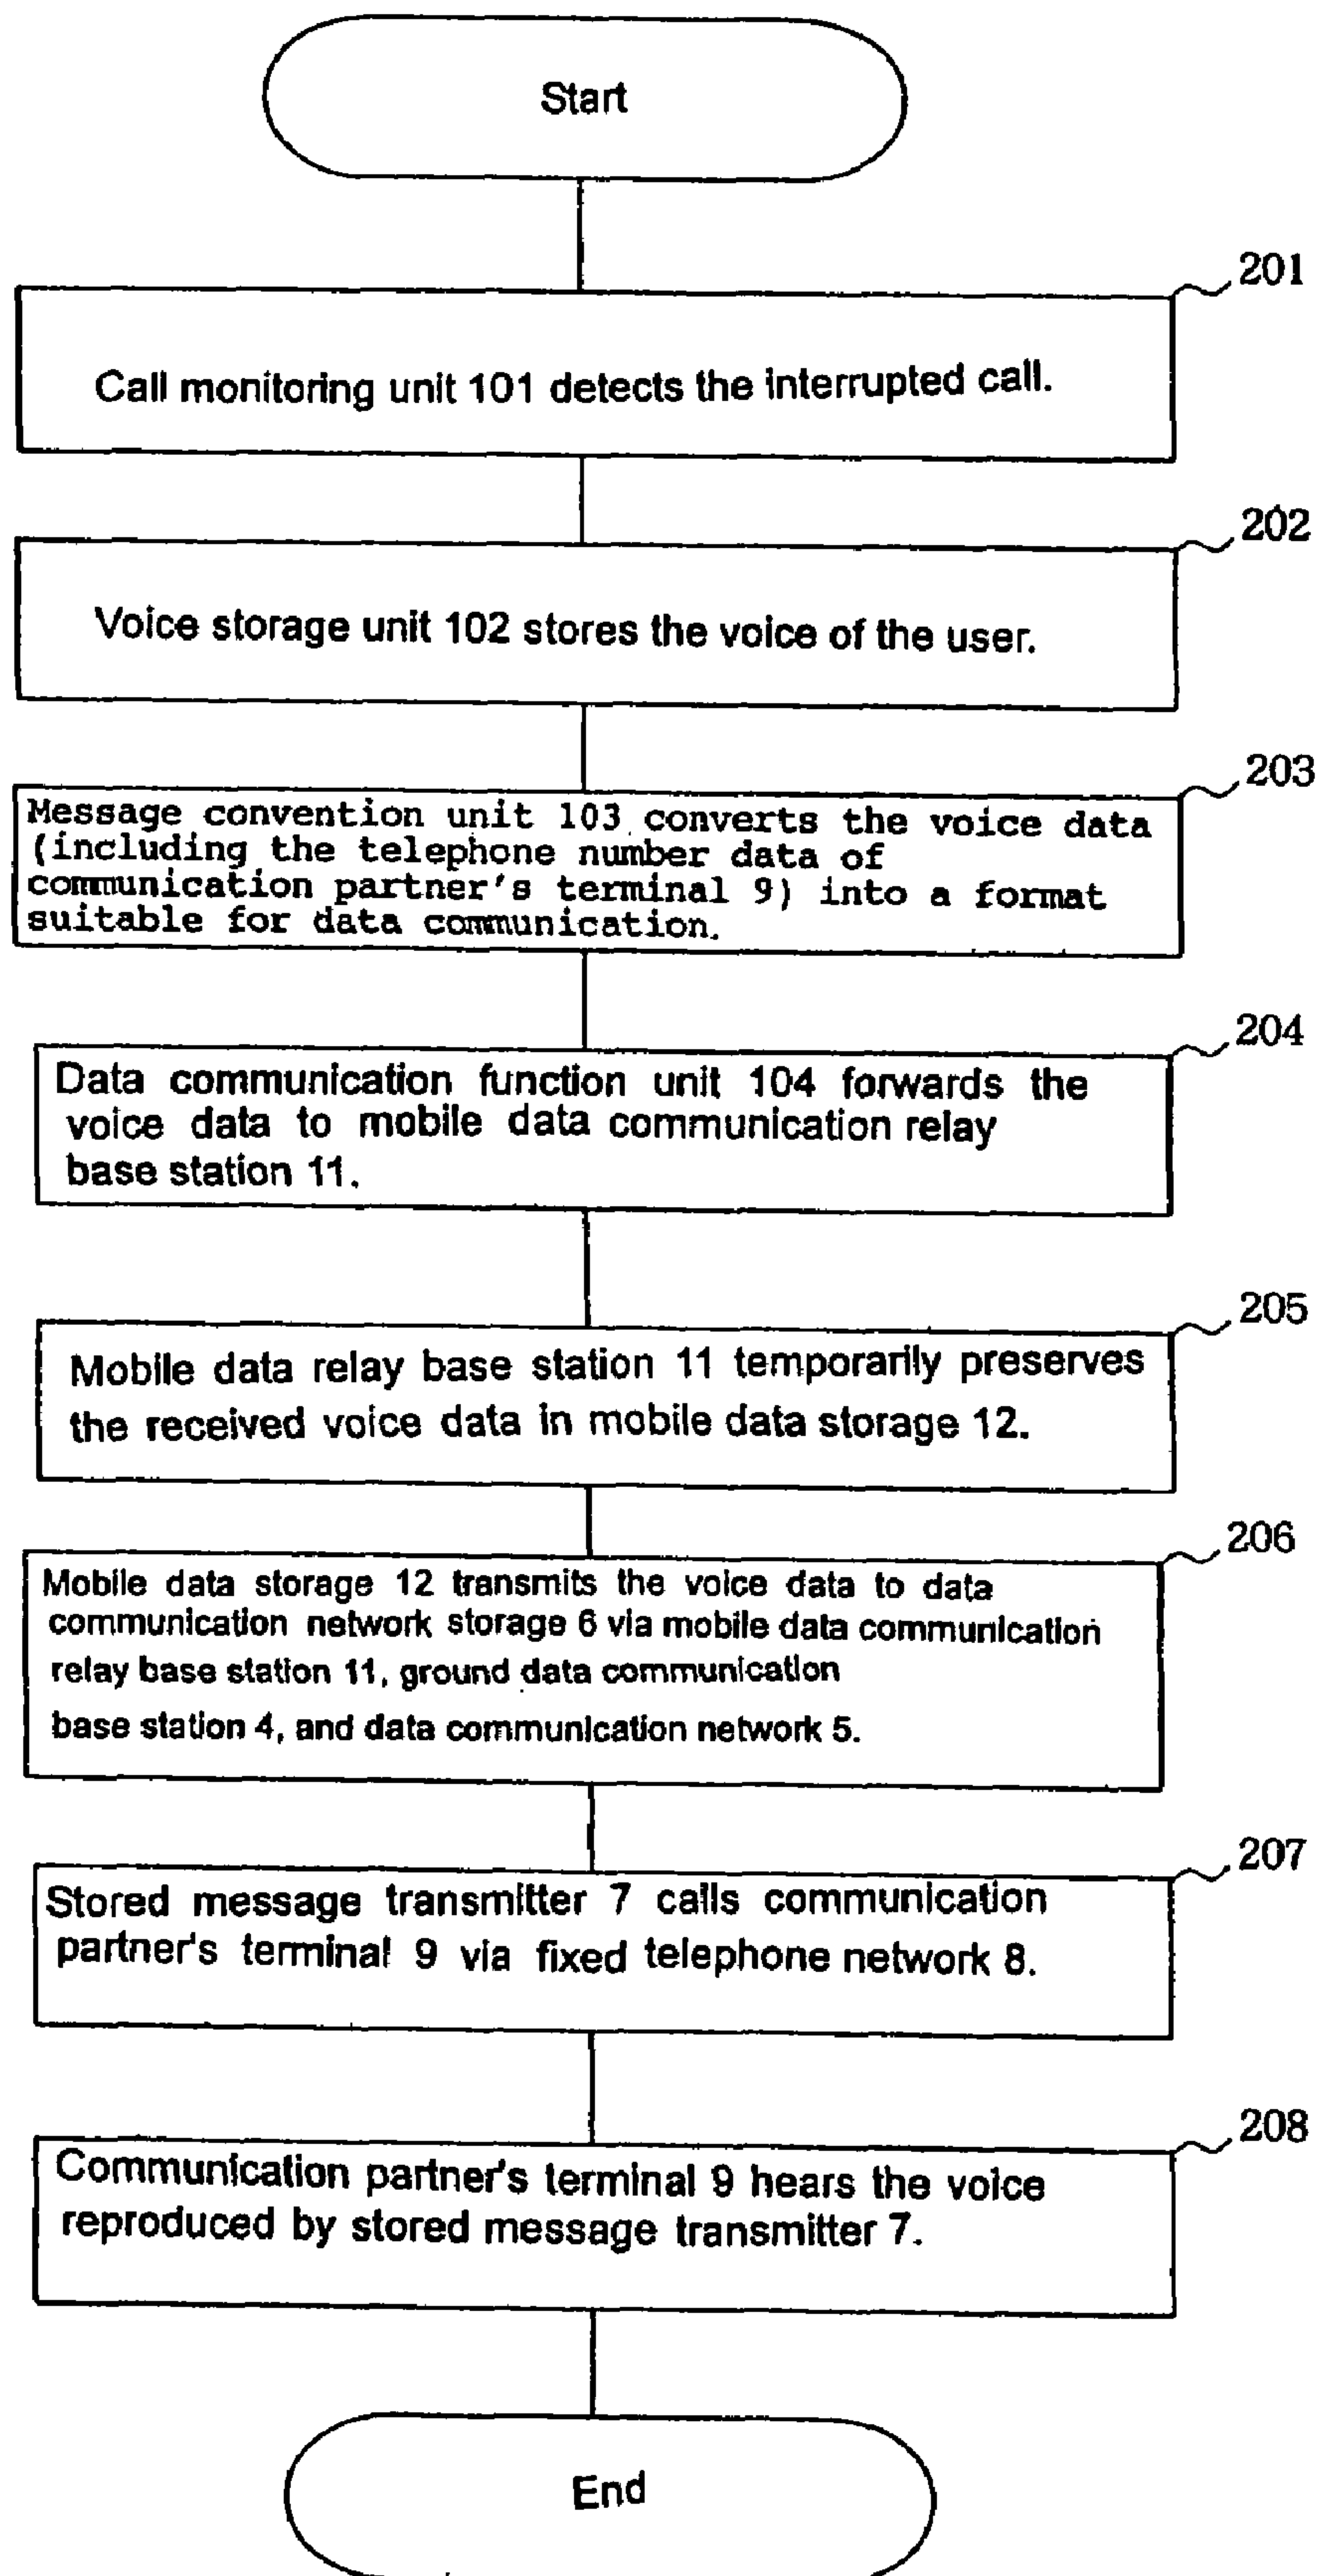 Start
201
Call monitoring unit 101 detects the interrupted call.
202
Voice storage unit 102 stores the voice of the user.
203
Message convention unit 103 converts the voice data
(including the telephone number data of
communication partner's terminal 9) into a format
suitable for data communication.
204
Data communication function unit 104 forwards the
voice data to mobile data communication relay
base station 11.
205
Mobile data relay base station 11 temporarily preserves
the received voice data in mobile data storage 12.
206
Mobile data storage 12 transmits the voice data to data
communication network storage 6 via mobile data communication
relay base station 11, ground data communication
base station 4, and data communication network 5.
207
Stored message transmitter 7 calls communication
partner's terminal 9 via fixed telephone network 8.
208
Communication partner's terminal 9 hears the voice
reproduced by stored message transmitter 7.
End